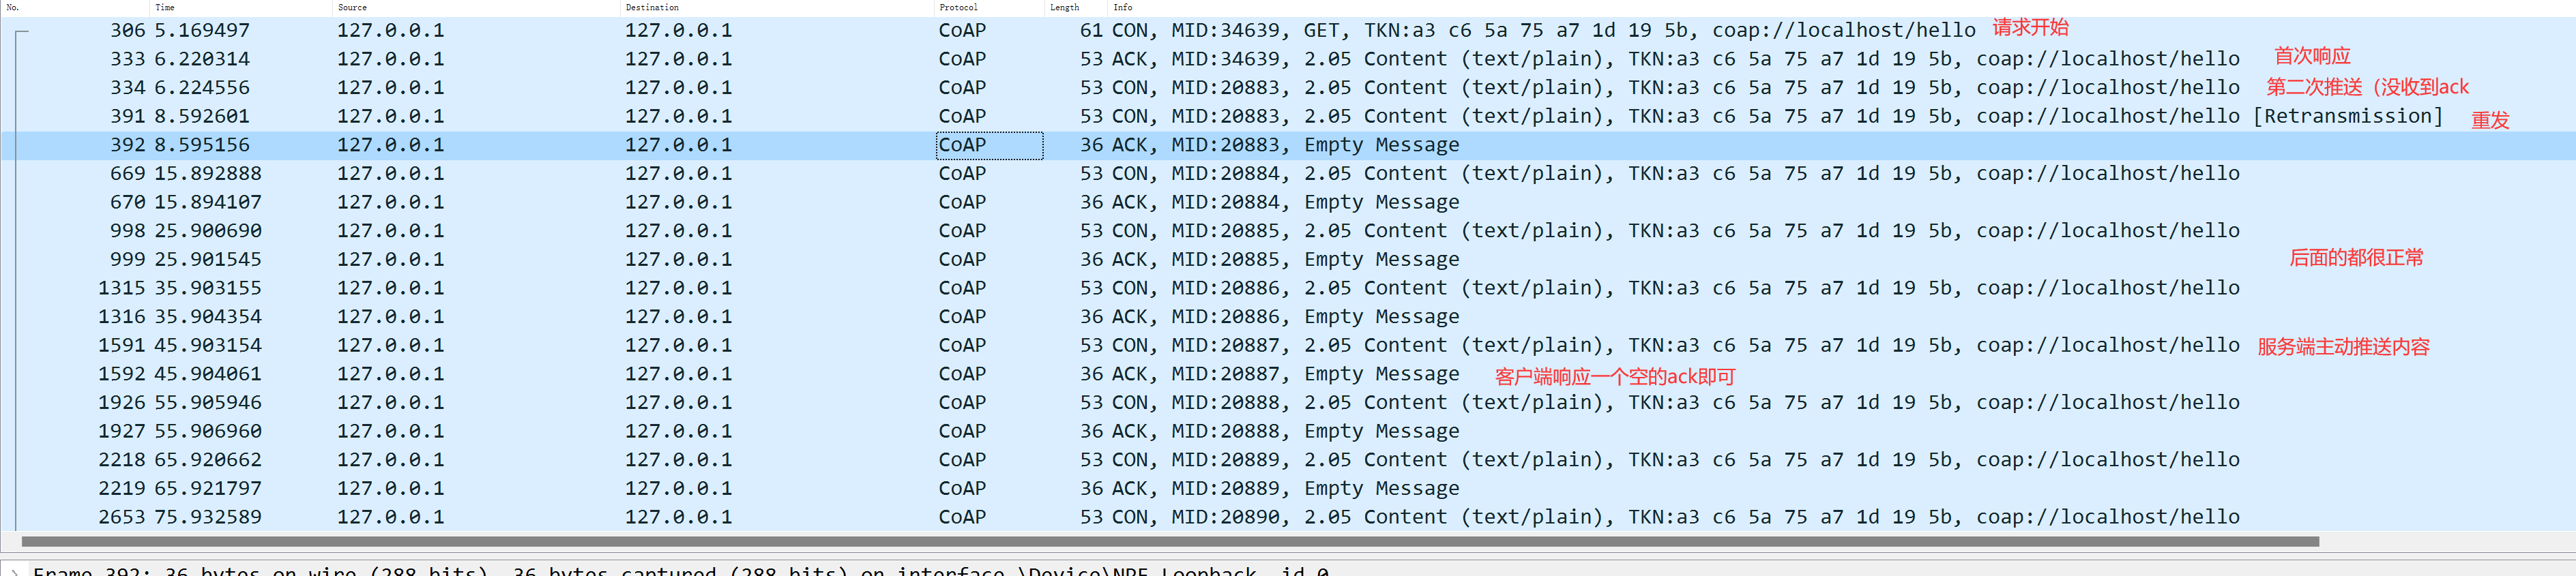 No. Time Source Destination Protocol Length Info
306 5.169497 127.0.0.1 127.0.0.1 CoAP 61 CON, MID:34639, GET, TKN:a3 c6 5a 75 a7 1d 19 5b, coap://localhost/hello 请求开始
333 6.220314 127.0.0.1 127.0.0.1 CoAP 53 ACK, MID:34639, 2.05 Content (text/plain), TKN:a3 c6 5a 75 a7 1d 19 5b, coap://localhost/hello 首次响应
334 6.224556 127.0.0.1 127.0.0.1 CoAP 53 CON, MID:20883, 2.05 Content (text/plain), TKN:a3 c6 5a 75 a7 1d 19 5b, coap://localhost/hello 第二次推送（没收到ack
391 8.592601 127.0.0.1 127.0.0.1 CoAP 53 CON, MID:20883, 2.05 Content (text/plain), TKN:a3 c6 5a 75 a7 1d 19 5b, coap://localhost/hello [Retransmission] 重发
392 8.595156 127.0.0.1 127.0.0.1 CoAP 36 ACK, MID:20883, Empty Message
669 15.892888 127.0.0.1 127.0.0.1 CoAP 53 CON, MID:20884, 2.05 Content (text/plain), TKN:a3 c6 5a 75 a7 1d 19 5b, coap://localhost/hello
670 15.894107 127.0.0.1 127.0.0.1 CoAP 36 ACK, MID:20884, Empty Message
998 25.900690 127.0.0.1 127.0.0.1 CoAP 53 CON, MID:20885, 2.05 Content (text/plain), TKN:a3 c6 5a 75 a7 1d 19 5b, coap://localhost/hello
999 25.901545 127.0.0.1 127.0.0.1 CoAP 36 ACK, MID:20885, Empty Message 后面的都很正常
1315 35.903155 127.0.0.1 127.0.0.1 CoAP 53 CON, MID:20886, 2.05 Content (text/plain), TKN:a3 c6 5a 75 a7 1d 19 5b, coap://localhost/hello
1316 35.904354 127.0.0.1 127.0.0.1 CoAP 36 ACK, MID:20886, Empty Message
1591 45.903154 127.0.0.1 127.0.0.1 CoAP 53 CON, MID:20887, 2.05 Content (text/plain), TKN:a3 c6 5a 75 a7 1d 19 5b, coap://localhost/hello 服务端主动推送内容
1592 45.904061 127.0.0.1 127.0.0.1 CoAP 36 ACK, MID:20887, Empty Message 客户端响应一个空的ack即可
1926 55.905946 127.0.0.1 127.0.0.1 CoAP 53 CON, MID:20888, 2.05 Content (text/plain), TKN:a3 c6 5a 75 a7 1d 19 5b, coap://localhost/hello
1927 55.906960 127.0.0.1 127.0.0.1 CoAP 36 ACK, MID:20888, Empty Message
2218 65.920662 127.0.0.1 127.0.0.1 CoAP 53 CON, MID:20889, 2.05 Content (text/plain), TKN:a3 c6 5a 75 a7 1d 19 5b, coap://localhost/hello
2219 65.921797 127.0.0.1 127.0.0.1 CoAP 36 ACK, MID:20889, Empty Message
2653 75.932589 127.0.0.1 127.0.0.1 CoAP 53 CON, MID:20890, 2.05 Content (text/plain), TKN:a3 c6 5a 75 a7 1d 19 5b, coap://localhost/hello
Frame 392: 36 bytes on wire (288 bits), 36 bytes captured (288 bits) on interface \Device\NPF_Loopback, id 0